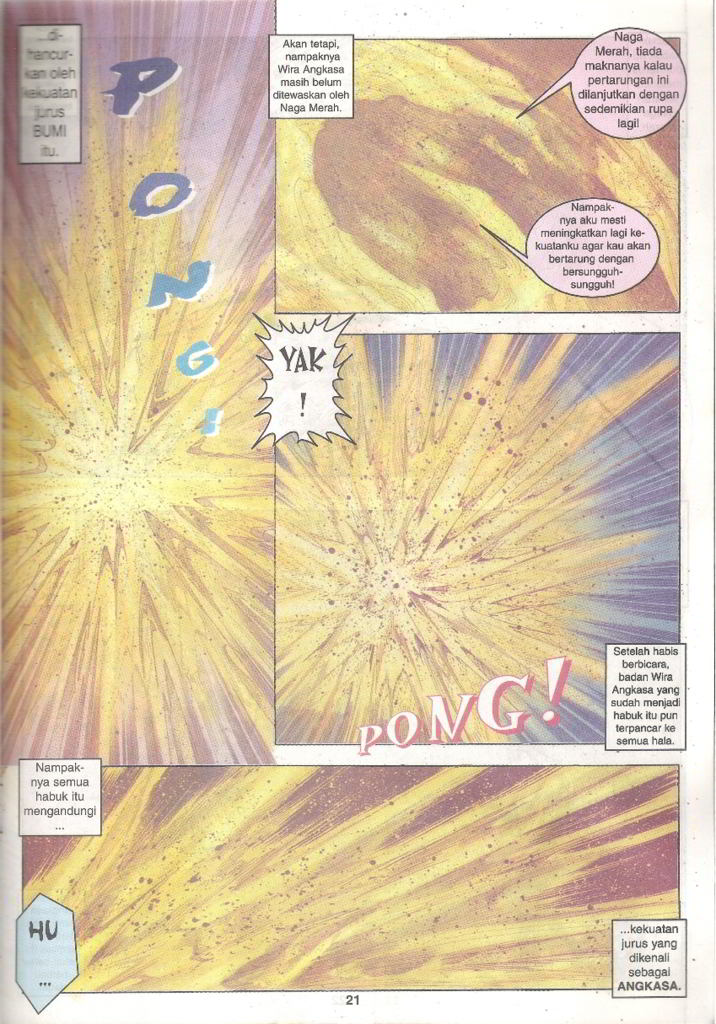 ...di-
hancur-
kan oleh
kekuatan
jurus
BUMI
itu.
PONG!
Akan tetapi,
nampaknya
Wira Angkasa
masih belum
ditewaskan oleh
Naga Merah.
Naga
Merah, tiada
maknanya kalau
pertarungan ini
dilanjutkan dengan
sedemikian rupa
lagi!
Nampak-
nya aku mesti
meningkatkan lagi ke-
kuatanku agar kau akan
bertarung dengan
bersungguh-
sungguh!
YAK
!
PONG!
Setelah habis
berbicara,
badan Wira
Angkasa yang
sudah menjadi
habuk itu pun
terpancar ke
semua hala.
Nampak-
nya semua
habuk itu
mengandungi
...
HU
...
...kekuatan
jurus yang
dikenali
sebagai
ANGKASA.
21